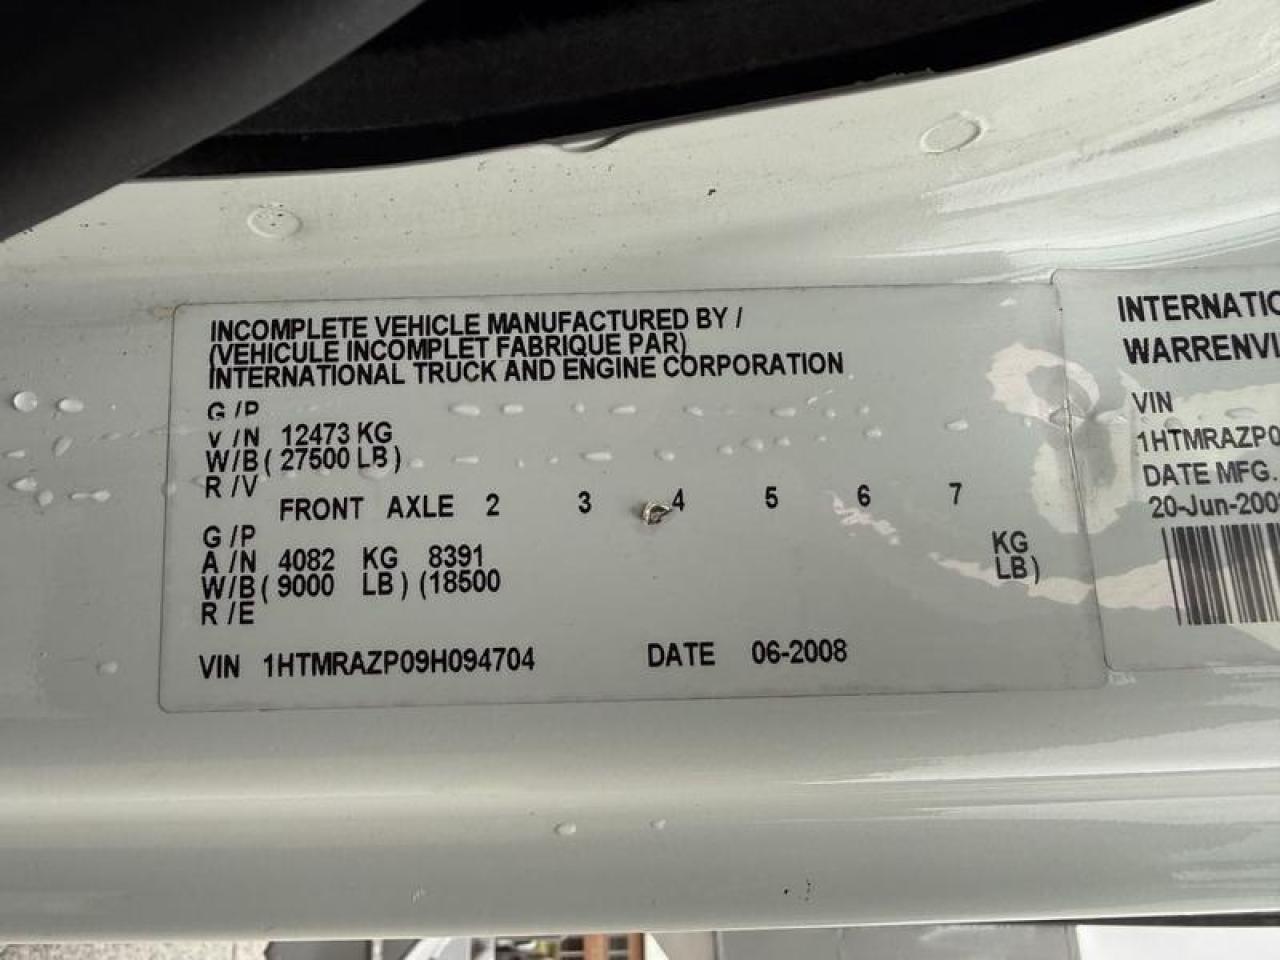 INCOMPLETE VEHICLE MANUFACTURED BY /
(VEHICULE INCOMPLET FABRIQUE PAR)
INTERNATIONAL TRUCK AND ENGINE CORPORATION
G /P
V /N 12473 KG
W/B ( 27500 LB )
R /V
FRONT AXLE 2 3 4 5 6 7
G /P
A /N 4082 KG 8391 KG
W/B ( 9000 LB ) (18500 LB )
R /E
VIN 1HTMRAZP09H094704 DATE 06-2008
INTERNATIO
WARRENVI
VIN
1HTMRAZP0
DATE MFG.
20-Jun-200